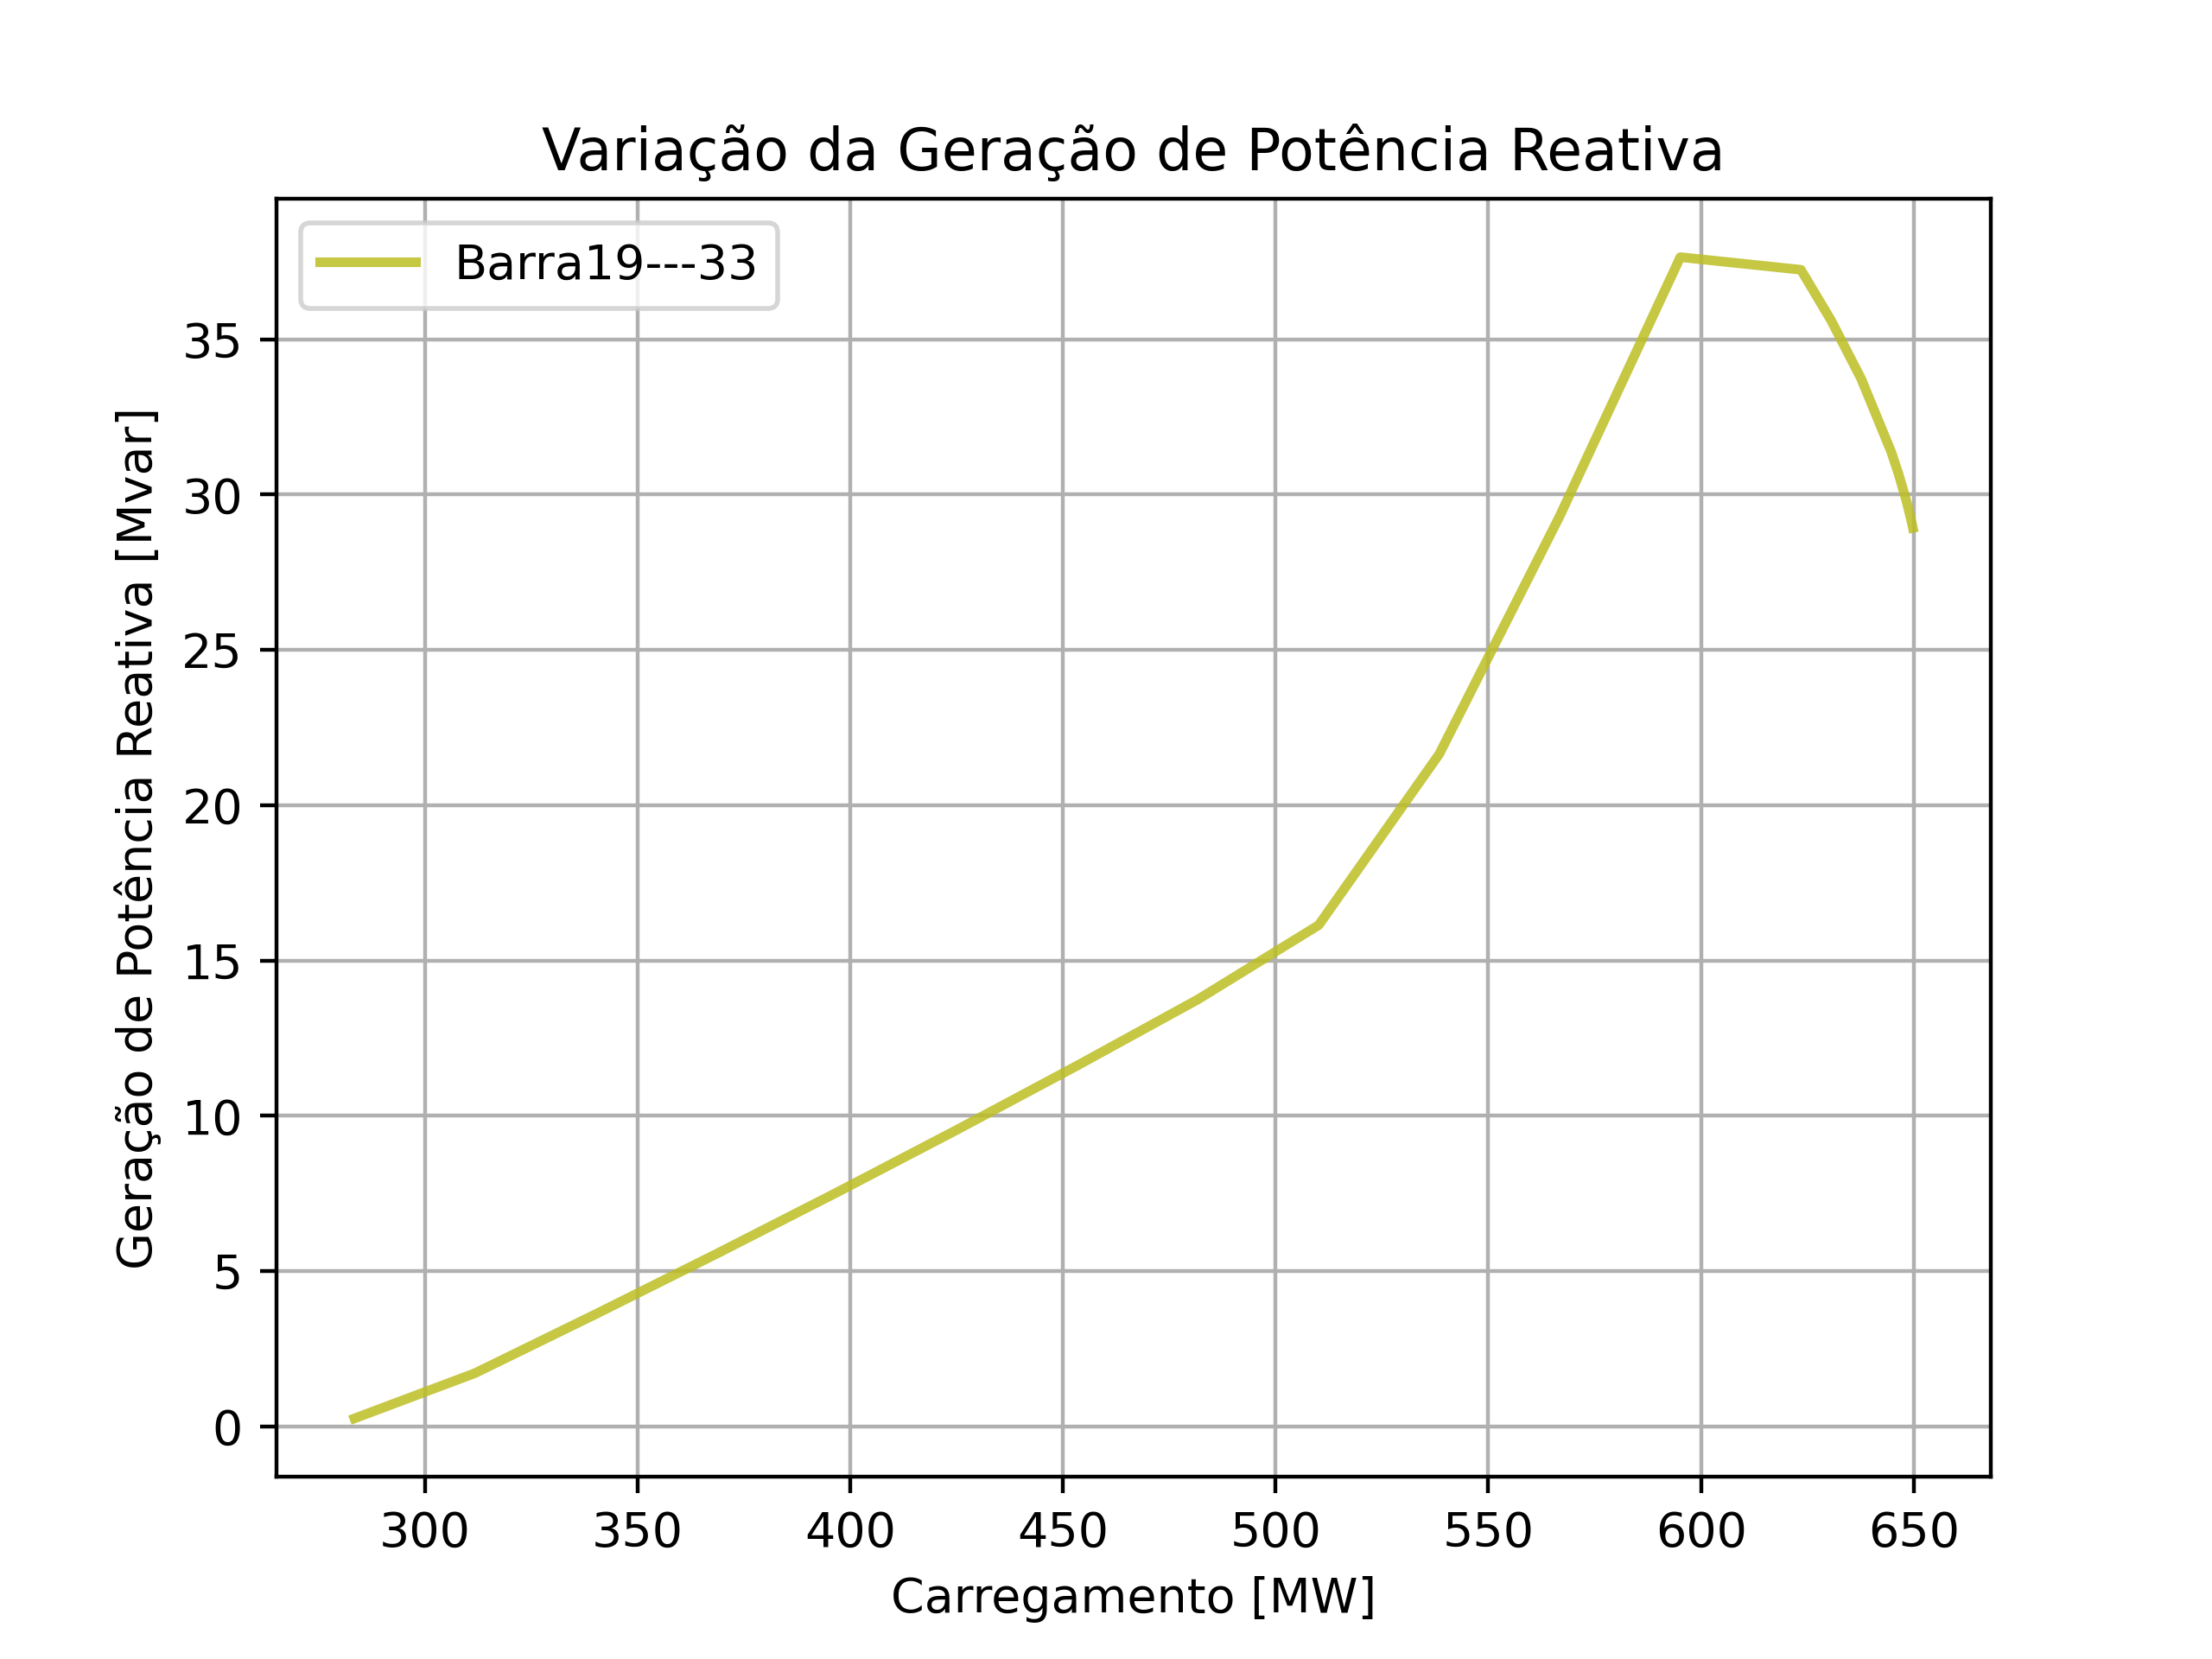 Variação da Geração de Potência Reativa
Barra19---33
Geração de Potência Reativa [Mvar]
35
30
25
20
15
10
5
0
300 350 400 450 500 550 600 650
Carregamento [MW]